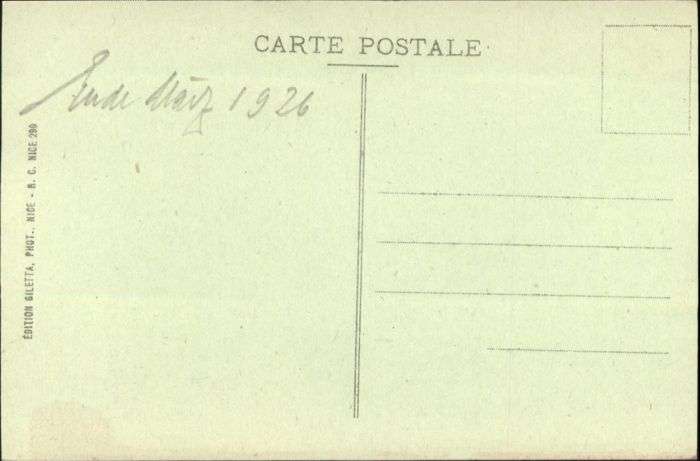 CARTE POSTALE
Ende März 1926
ÉDITION GILETTA, PHOT., NICE - R. C. NICE 290